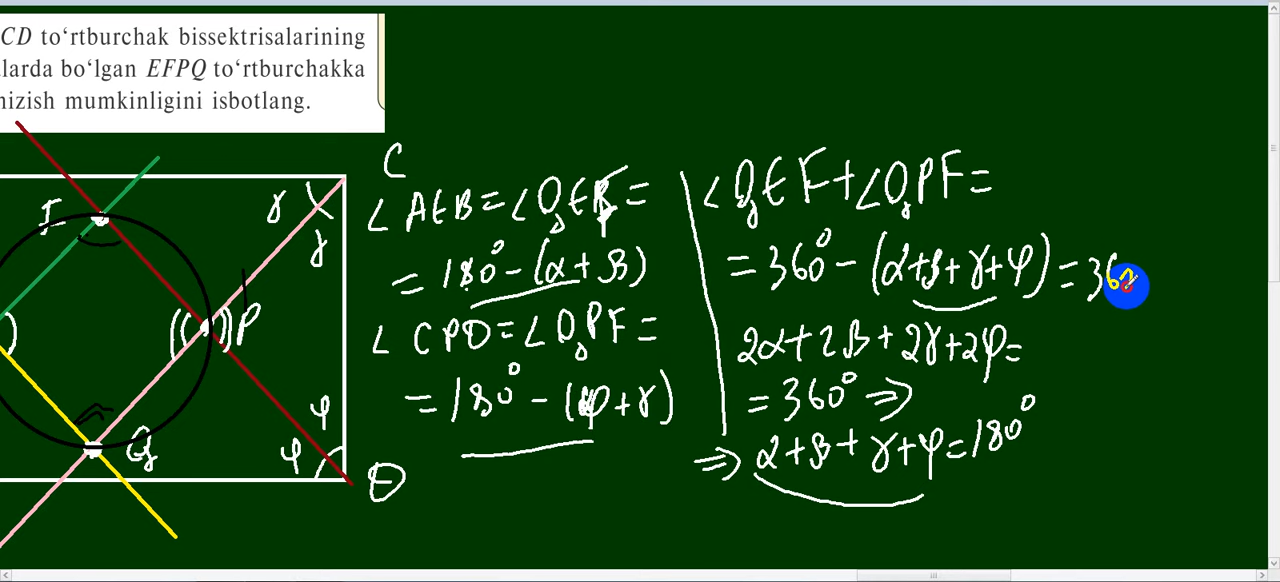 CD to‘rtburchak bissektrisalarining
larda bo‘lgan EFPQ to‘rtburchakka
hizish mumkinligini isbotlang.
C
γ
γ
P
φ
φ
Q
D
∠AEB=∠QEF=
=180°-(α+β)
∠CPD=∠QPF=
=180°-(φ+γ)
∠QEF+∠QPF=
=360°-(α+β+γ+φ)=36
2α+2β+2γ+2φ=
=360° ⇒
⇒ α+β+γ+φ=180°